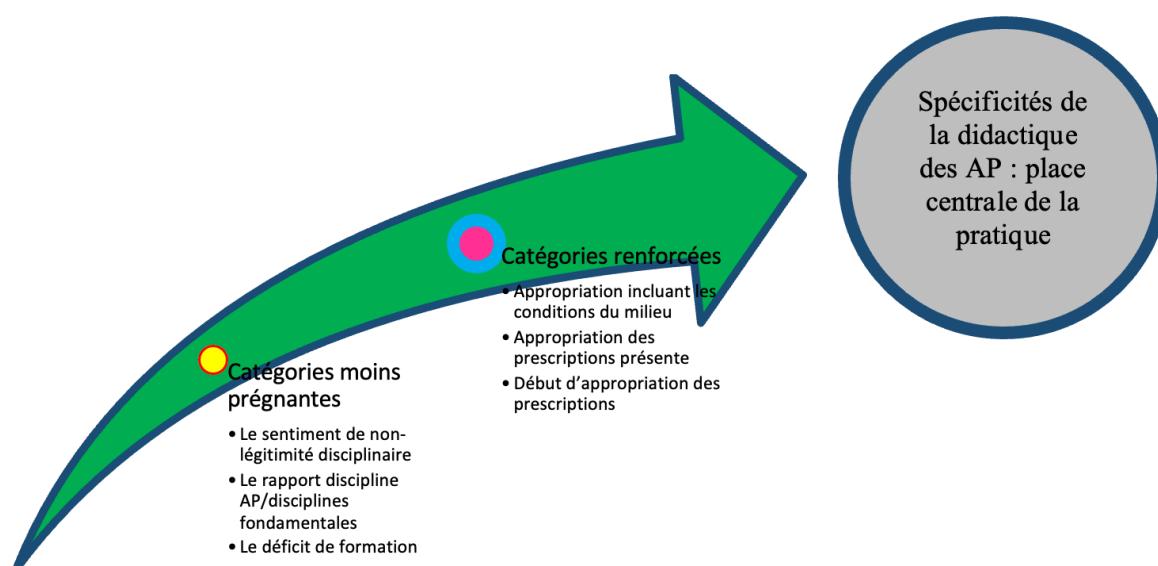 Spécificités de
la didactique
des AP : place
centrale de la
pratique
Catégories renforcées
• Appropriation incluant les
conditions du milieu
• Appropriation des
prescriptions présente
• Début d’appropriation des
prescriptions
Catégories moins
prégnantes
• Le sentiment de non-
légitimité disciplinaire
• Le rapport discipline
AP/disciplines
fondamentales
• Le déficit de formation